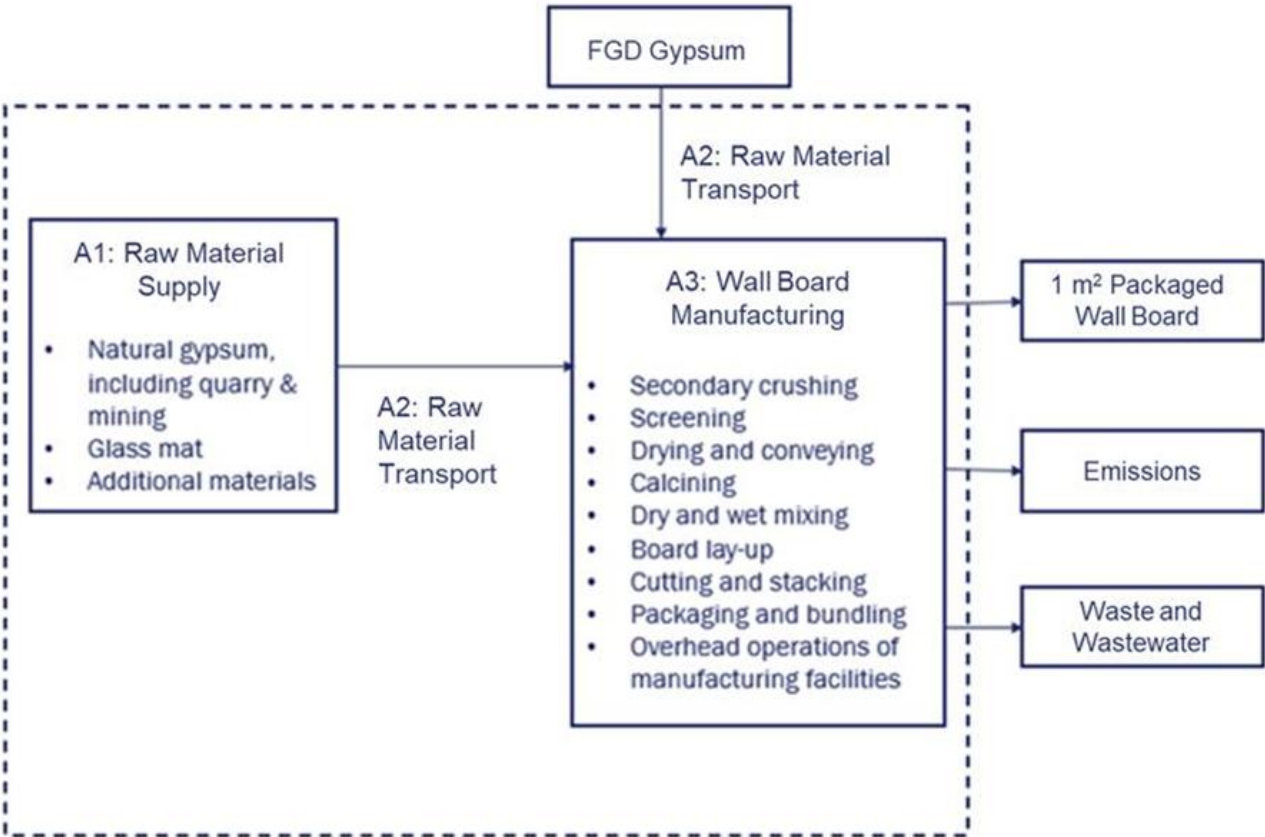 FGD Gypsum
A2: Raw Material
Transport
A1: Raw Material
Supply
• Natural gypsum,
including quarry &
mining
• Glass mat
• Additional materials
A2: Raw
Material
Transport
A3: Wall Board
Manufacturing
• Secondary crushing
• Screening
• Drying and conveying
• Calcining
• Dry and wet mixing
• Board lay-up
• Cutting and stacking
• Packaging and bundling
• Overhead operations of
manufacturing facilities
1 m² Packaged
Wall Board
Emissions
Waste and
Wastewater